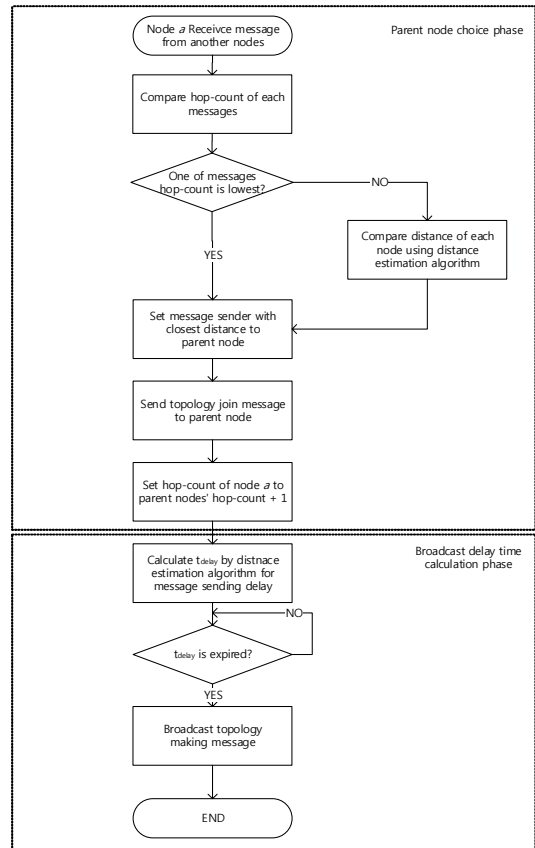 Node a Receivce message
from another nodes
Parent node choice phase
Compare hop-count of each
messages
One of messages
hop-count is lowest?
NO
YES
Compare distance of each
node using distance
estimation algorithm
Set message sender with
closest distance to
parent node
Send topology join message
to parent node
Set hop-count of node a to
parent nodes' hop-count + 1
Broadcast delay time
calculation phase
Calculate tdelay by distnace
estimation algorithm for
message sending delay
NO
tdelay is expired?
YES
Broadcast topology
making message
END